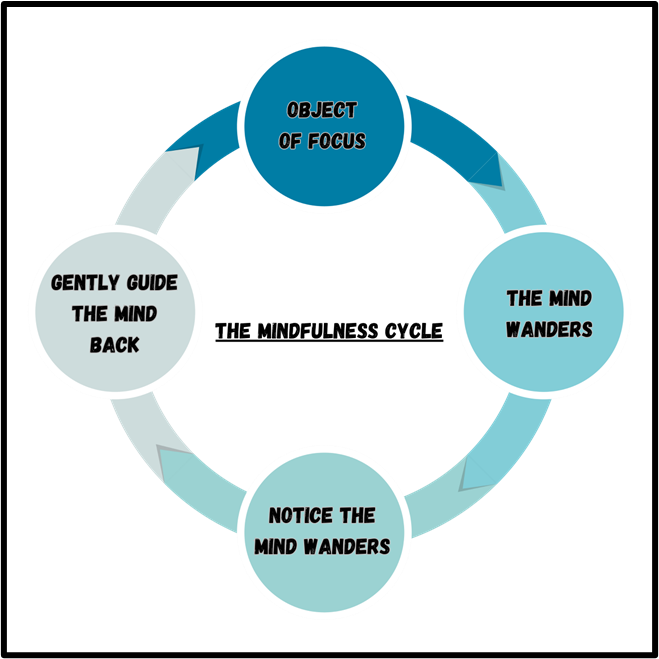 OBJECT
OF FOCUS
THE MIND
WANDERS
NOTICE THE
MIND WANDERS
GENTLY GUIDE
THE MIND
BACK
THE MINDFULNESS CYCLE